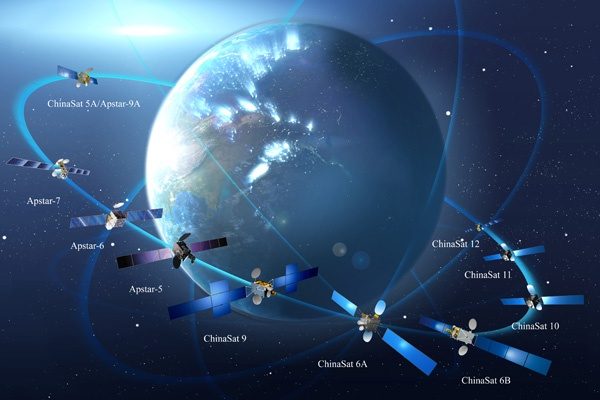 ChinaSat 5A/Apstar-9A
Apstar-7
Apstar-6
Apstar-5
ChinaSat 9
ChinaSat 6A
ChinaSat 6B
ChinaSat 10
ChinaSat 11
ChinaSat 12